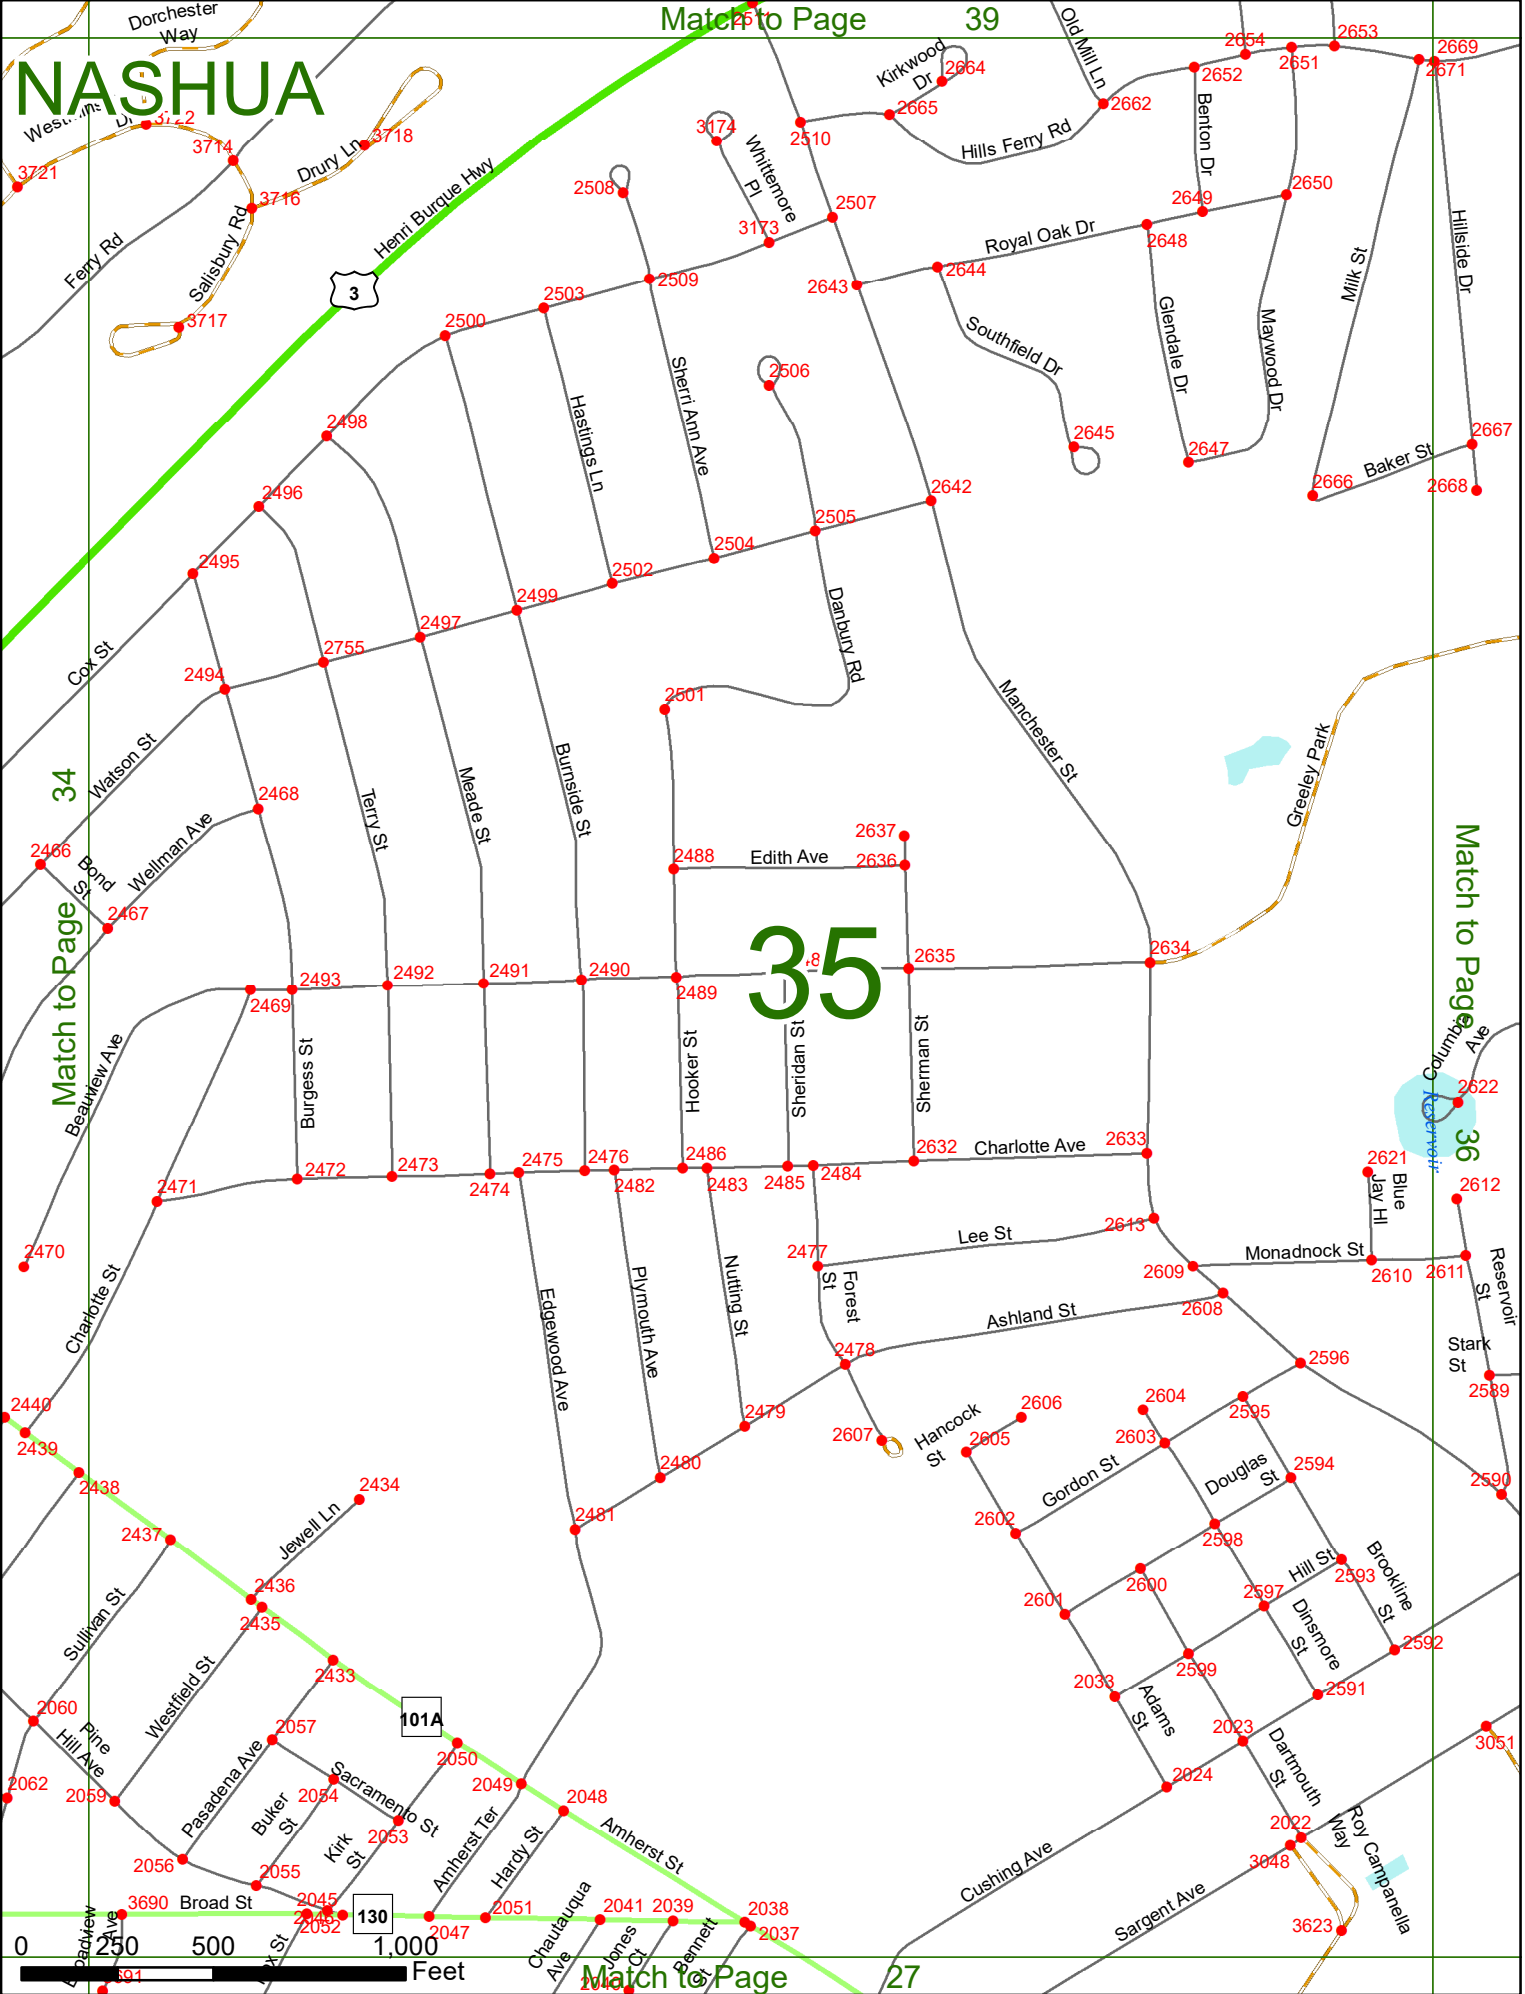 Dorchester
Way
Match to Page
39
NASHUA
Kirkwood
Dr
Old Mill Ln
2664
2665
2654
2653
2669
2651
2671
2652
2662
3722
3714
3718
3721
3716
Drury Ln
3174
Whittemore
Pl
2510
Hills Ferry Rd
Benton Dr
Henri Burque Hwy
2508
3173
2507
2649
2650
2648
Royal Oak Dr
Hillside Dr
Milk St
Ferry Rd
Salisbury Rd
3
3717
2503
2509
2643
2644
2500
Southfield Dr
Glendale Dr
Maywood Dr
Sherri Ann Ave
2506
Hastings Ln
2498
2645
2647
2667
Baker St
2666
2668
2496
2642
2505
2504
2495
2502
2499
2497
Danbury Rd
Cox St
2755
2494
2501
Manchester St
Greeley Park
Watson St
34
Burnside St
Meade St
Terry St
2468
Wellman Ave
2466
Bond
St
2467
2637
2636
2488
Edith Ave
Match to Page
35
2635
2634
2493
2492
2491
2490
2489
2469
Match to Page
Beauview Ave
Burgess St
Hooker St
Sheridan St
Sherman St
Ave
2622
Reservoir
36
2632
Charlotte Ave
2633
2486
2476
2475
2473
2472
2471
2474
2482
2483
2485
2484
2621
Blue
Jay Hl
2612
2613
Lee St
2470
2477
Forest
St
2609
Monadnock St
2610
2611
Reservoir
St
2608
Ashland St
Charlotte St
Edgewood Ave
Plymouth Ave
Nutting St
2478
2596
Stark
St
2589
2440
2439
2479
2607
Hancock
St
2606
2605
2604
2603
2595
2438
2434
2480
Gordon St
Douglas
St
2594
2590
2437
Jewell Ln
2481
2602
2598
2436
2435
2601
2600
Hill St
2593
Brookline
St
2597
Dinsmore
St
2592
Sullivan St
Westfield St
2433
2599
2033
2591
Adams
St
2060
Pine
Hill Ave
2057
101A
2050
2023
Dartmouth
St
3051
2062
2059
Pasadena Ave
Sacramento St
2054
2053
2049
2048
2024
2022
3048
Roy Campanella
Way
Buker
St
Kirk
St
Amherst Ter
Hardy St
Amherst St
2056
2055
Cushing Ave
Sargent Ave
3690
Broad St
2045
2052
130
2047
2051
Chautauqua
Ave
2041
2039
2038
2037
Jones
Ct
Bennett
St
3623
0
250
500
1,000
Feet
Match to Page
27